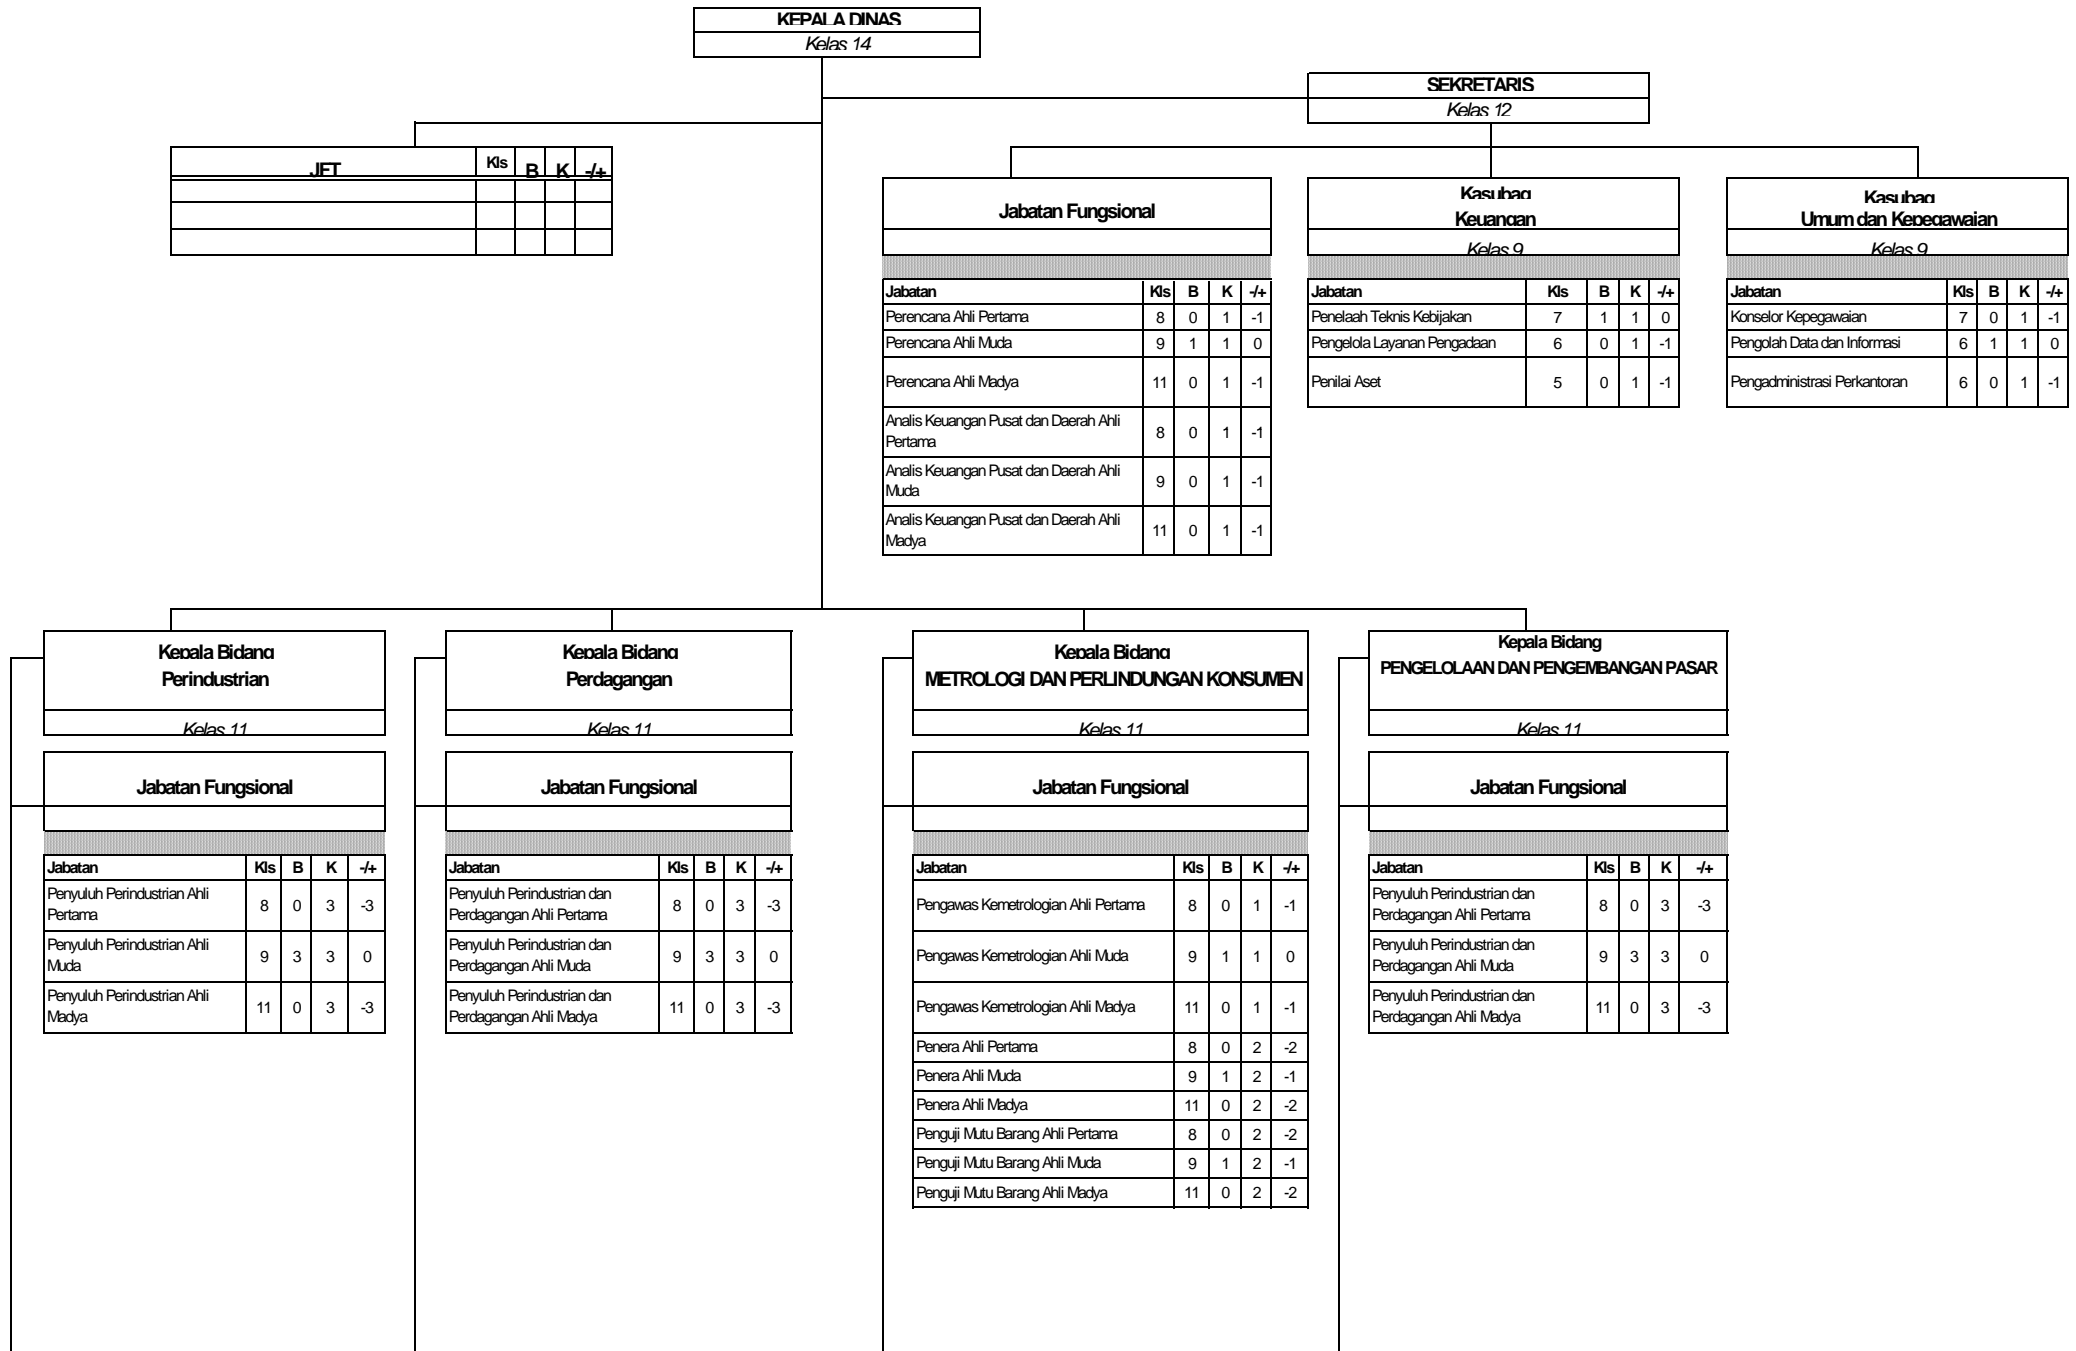 KEPALA DINAS
Kelas 14
SEKRETARIS
Kelas 12
JFT Kls B K -/+
Jabatan Fungsional
Kasubag
Keuangan
Kelas 9
Kasubag
Umum dan Kepegawaian
Kelas 9
Jabatan Kls B K -/+
Perencana Ahli Pertama 8 0 1 -1
Perencana Ahli Muda 9 1 1 0
Perencana Ahli Madya 11 0 1 -1
Analis Keuangan Pusat dan Daerah Ahli
Pertama 8 0 1 -1
Analis Keuangan Pusat dan Daerah Ahli
Muda 9 0 1 -1
Analis Keuangan Pusat dan Daerah Ahli
Madya 11 0 1 -1
Jabatan Kls B K -/+
Penelaah Teknis Kebijakan 7 1 1 0
Pengelola Layanan Pengadaan 6 0 1 -1
Penilai Aset 5 0 1 -1
Jabatan Kls B K -/+
Konselor Kepegawaian 7 0 1 -1
Pengolah Data dan Informasi 6 1 1 0
Pengadministrasi Perkantoran 6 0 1 -1
Kepala Bidang
Perindustrian
Kelas 11
Jabatan Fungsional
Jabatan Kls B K -/+
Penyuluh Perindustrian Ahli
Pertama 8 0 3 -3
Penyuluh Perindustrian Ahli
Muda 9 3 3 0
Penyuluh Perindustrian Ahli
Madya 11 0 3 -3
Kepala Bidang
Perdagangan
Kelas 11
Jabatan Fungsional
Jabatan Kls B K -/+
Penyuluh Perindustrian dan
Perdagangan Ahli Pertama 8 0 3 -3
Penyuluh Perindustrian dan
Perdagangan Ahli Muda 9 3 3 0
Penyuluh Perindustrian dan
Perdagangan Ahli Madya 11 0 3 -3
Kepala Bidang
METROLOGI DAN PERLINDUNGAN KONSUMEN
Kelas 11
Jabatan Fungsional
Jabatan Kls B K -/+
Pengawas Kemetrologian Ahli Pertama 8 0 1 -1
Pengawas Kemetrologian Ahli Muda 9 1 1 0
Pengawas Kemetrologian Ahli Madya 11 0 1 -1
Penera Ahli Pertama 8 0 2 -2
Penera Ahli Muda 9 1 2 -1
Penera Ahli Madya 11 0 2 -2
Penguji Mutu Barang Ahli Pertama 8 0 2 -2
Penguji Mutu Barang Ahli Muda 9 1 2 -1
Penguji Mutu Barang Ahli Madya 11 0 2 -2
Kepala Bidang
PENGELOLAAN DAN PENGEMBANGAN PASAR
Kelas 11
Jabatan Fungsional
Jabatan Kls B K -/+
Penyuluh Perindustrian dan
Perdagangan Ahli Pertama 8 0 3 -3
Penyuluh Perindustrian dan
Perdagangan Ahli Muda 9 3 3 0
Penyuluh Perindustrian dan
Perdagangan Ahli Madya 11 0 3 -3